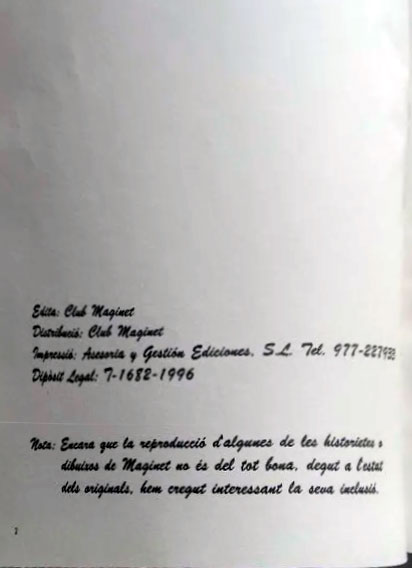 Edita: Club Maginet
Distribució: Club Maginet
Impressió: Asesoria y Gestión Ediciones, S.L. Tel. 977-227933
Dipòsit Legal: T-1682-1996
Nota: Encara que la reproducció d'algunes de les historietes o
dibuixos de Maginet no és del tot bona, degut a l'estat
dels originals, hem cregut interessant la seva inclusió.
2